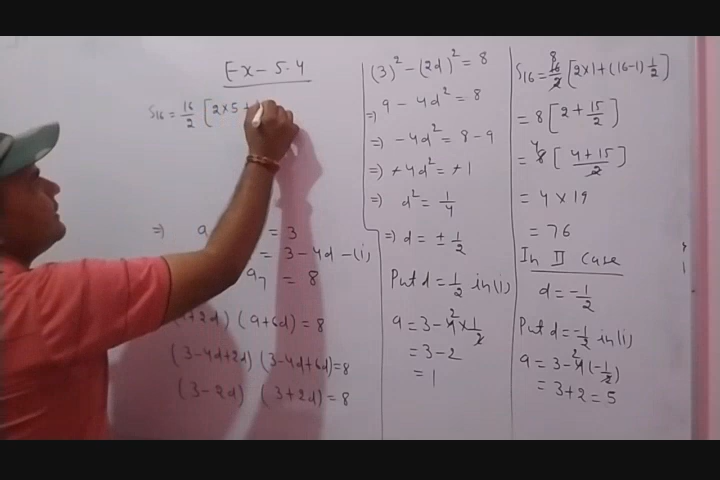 Ex - 5.4
S16 = 16/2 [2×5+
⇒ a = 3
= 3 - 4d - (i)
a7 = 8
+2d) (a+6d) = 8
(3-4d+2d) (3-4d+6d) = 8
(3-2d) (3+2d) = 8
(3)² - (2d)² = 8
⇒ 9 - 4d² = 8
⇒ -4d² = 8 - 9
⇒ +4d² = +1
⇒ d² = 1/4
⇒ d = ± 1/2
Put d = 1/2 in (i)
a = 3 - 4² × 1/2
= 3 - 2
= 1
S16 = 16/2 8 [2×1+(16-1) 1/2]
= 8 [2 + 15/2]
= 8 4 [4+15/2]
= 4 × 19
= 76
In II Case
d = -1/2
Put d = -1/2 in (i)
a = 3 - 4² (-1/2)
= 3+2 = 5